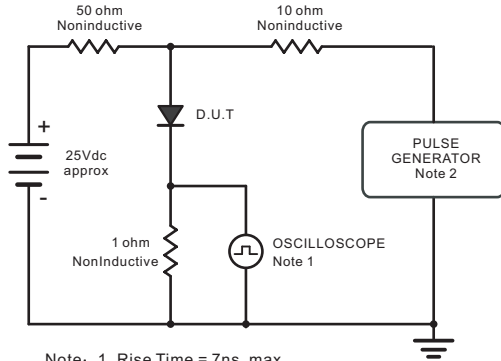 50 ohm
Noninductive
10 ohm
Noninductive
D.U.T
+
25Vdc
approx
-
PULSE
GENERATOR
Note 2
1 ohm
NonInductive
OSCILLOSCOPE
Note 1
Note: 1. Rise Time = 7ns max.